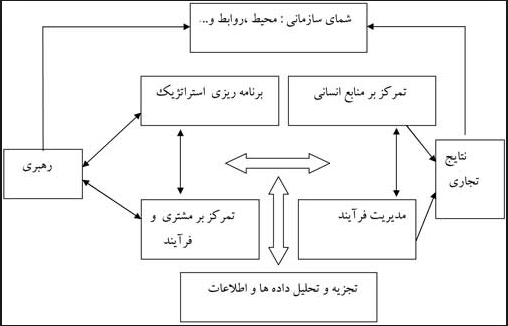 شمای سازمانی : محیط ،روابط و...
تمرکز بر منابع انسانی
برنامه ریزی استراتژیک
نتایج
تجاری
رهبری
مدیریت فرآیند
تمرکز بر مشتری و
فرآیند
تجزیه و تحلیل داده ها و اطلاعات